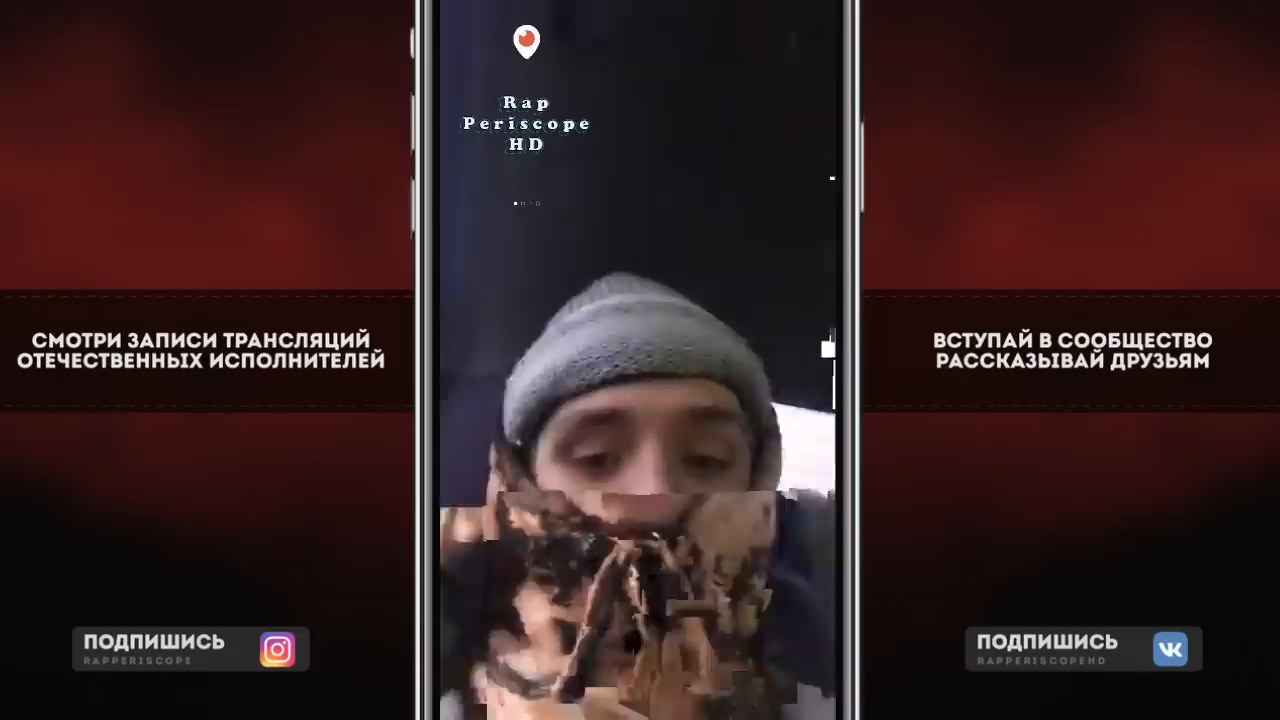 Rap
Periscope
HD
СМОТРИ ЗАПИСИ ТРАНСЛЯЦИЙ
ОТЕЧЕСТВЕННЫХ ИСПОЛНИТЕЛЕЙ
ВСТУПАЙ В СООБЩЕСТВО
РАССКАЗЫВАЙ ДРУЗЬЯМ
ПОДПИШИСЬ
RAPPERISCOPE
ПОДПИШИСЬ
RAPPERISCOPEHD